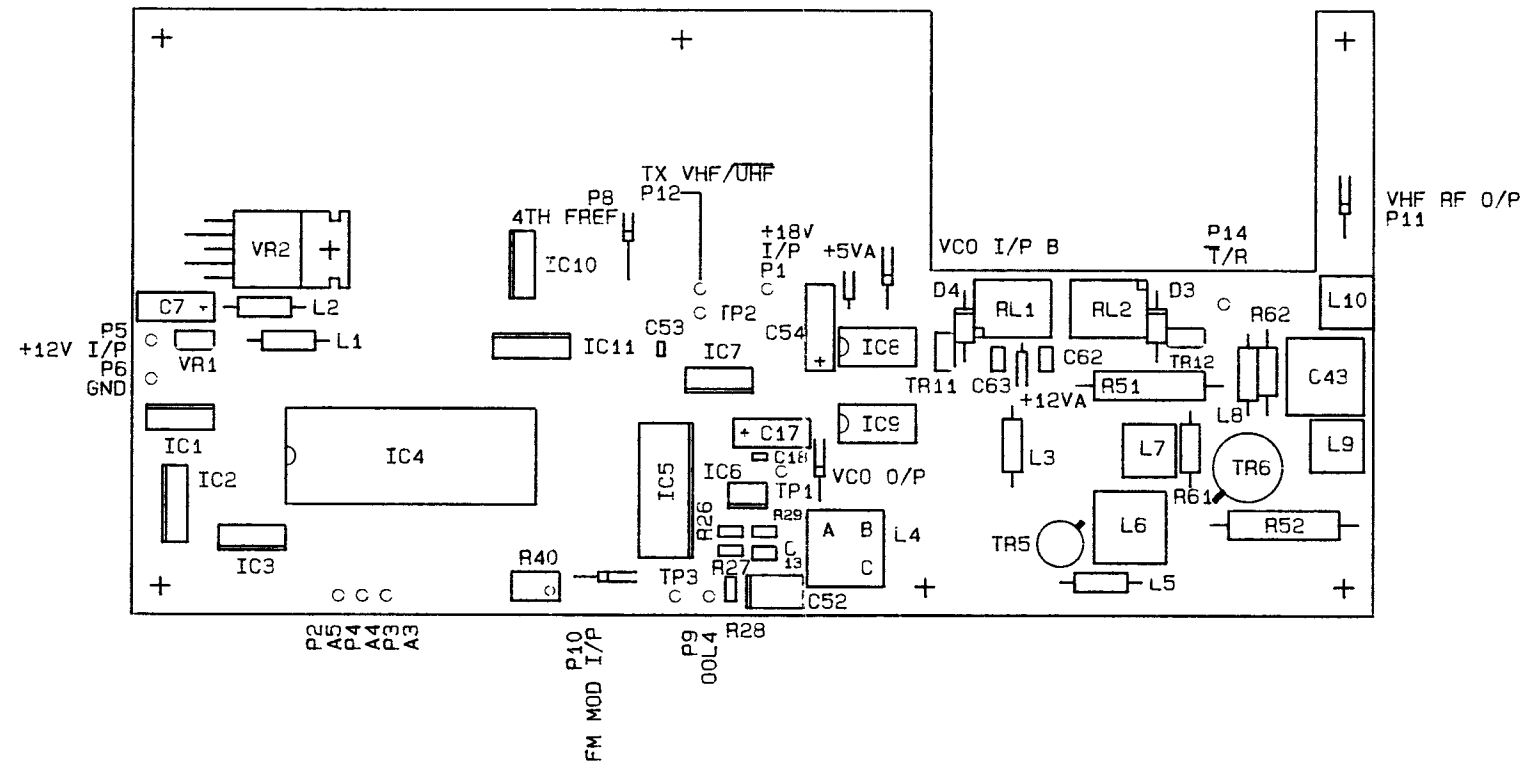 TX VHF/UHF
P12
P8
4TH FREF
VHF RF O/P
P11
+18V
I/P
P1
+5VA
VCO I/P B
P14
T/R
VR2
IC10
C7
+
L2
D4
RL1
RL2
D3
L10
TP2
C53
C54
+
R62
P5
+12V I/P
P6
GND
VR1
L1
IC11
IC7
IC8
TR11
C63
C62
TR12
R51
C43
+12VA
L8
IC1
IC4
+ C17
IC9
C18
L3
L7
TR6
L9
IC2
IC5
IC6
TP1
VCO O/P
R61
R26
R29
A B
C
L4
L6
R52
TR5
IC3
R40
TP3
R27
C
13
C52
L5
R28
P2
A5
P4
A4
P3
A3
P10
FM MOD I/P
P9
OOL4